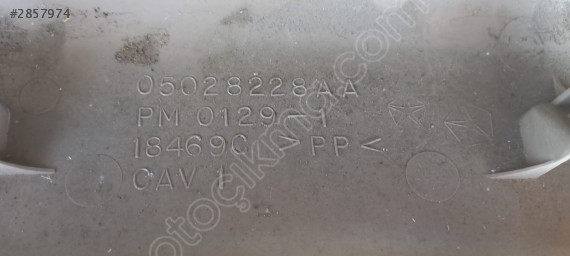 #2857974
05028228AA
PM 0129-1
18469C >PP<
CAV 1
otoçıkma.com